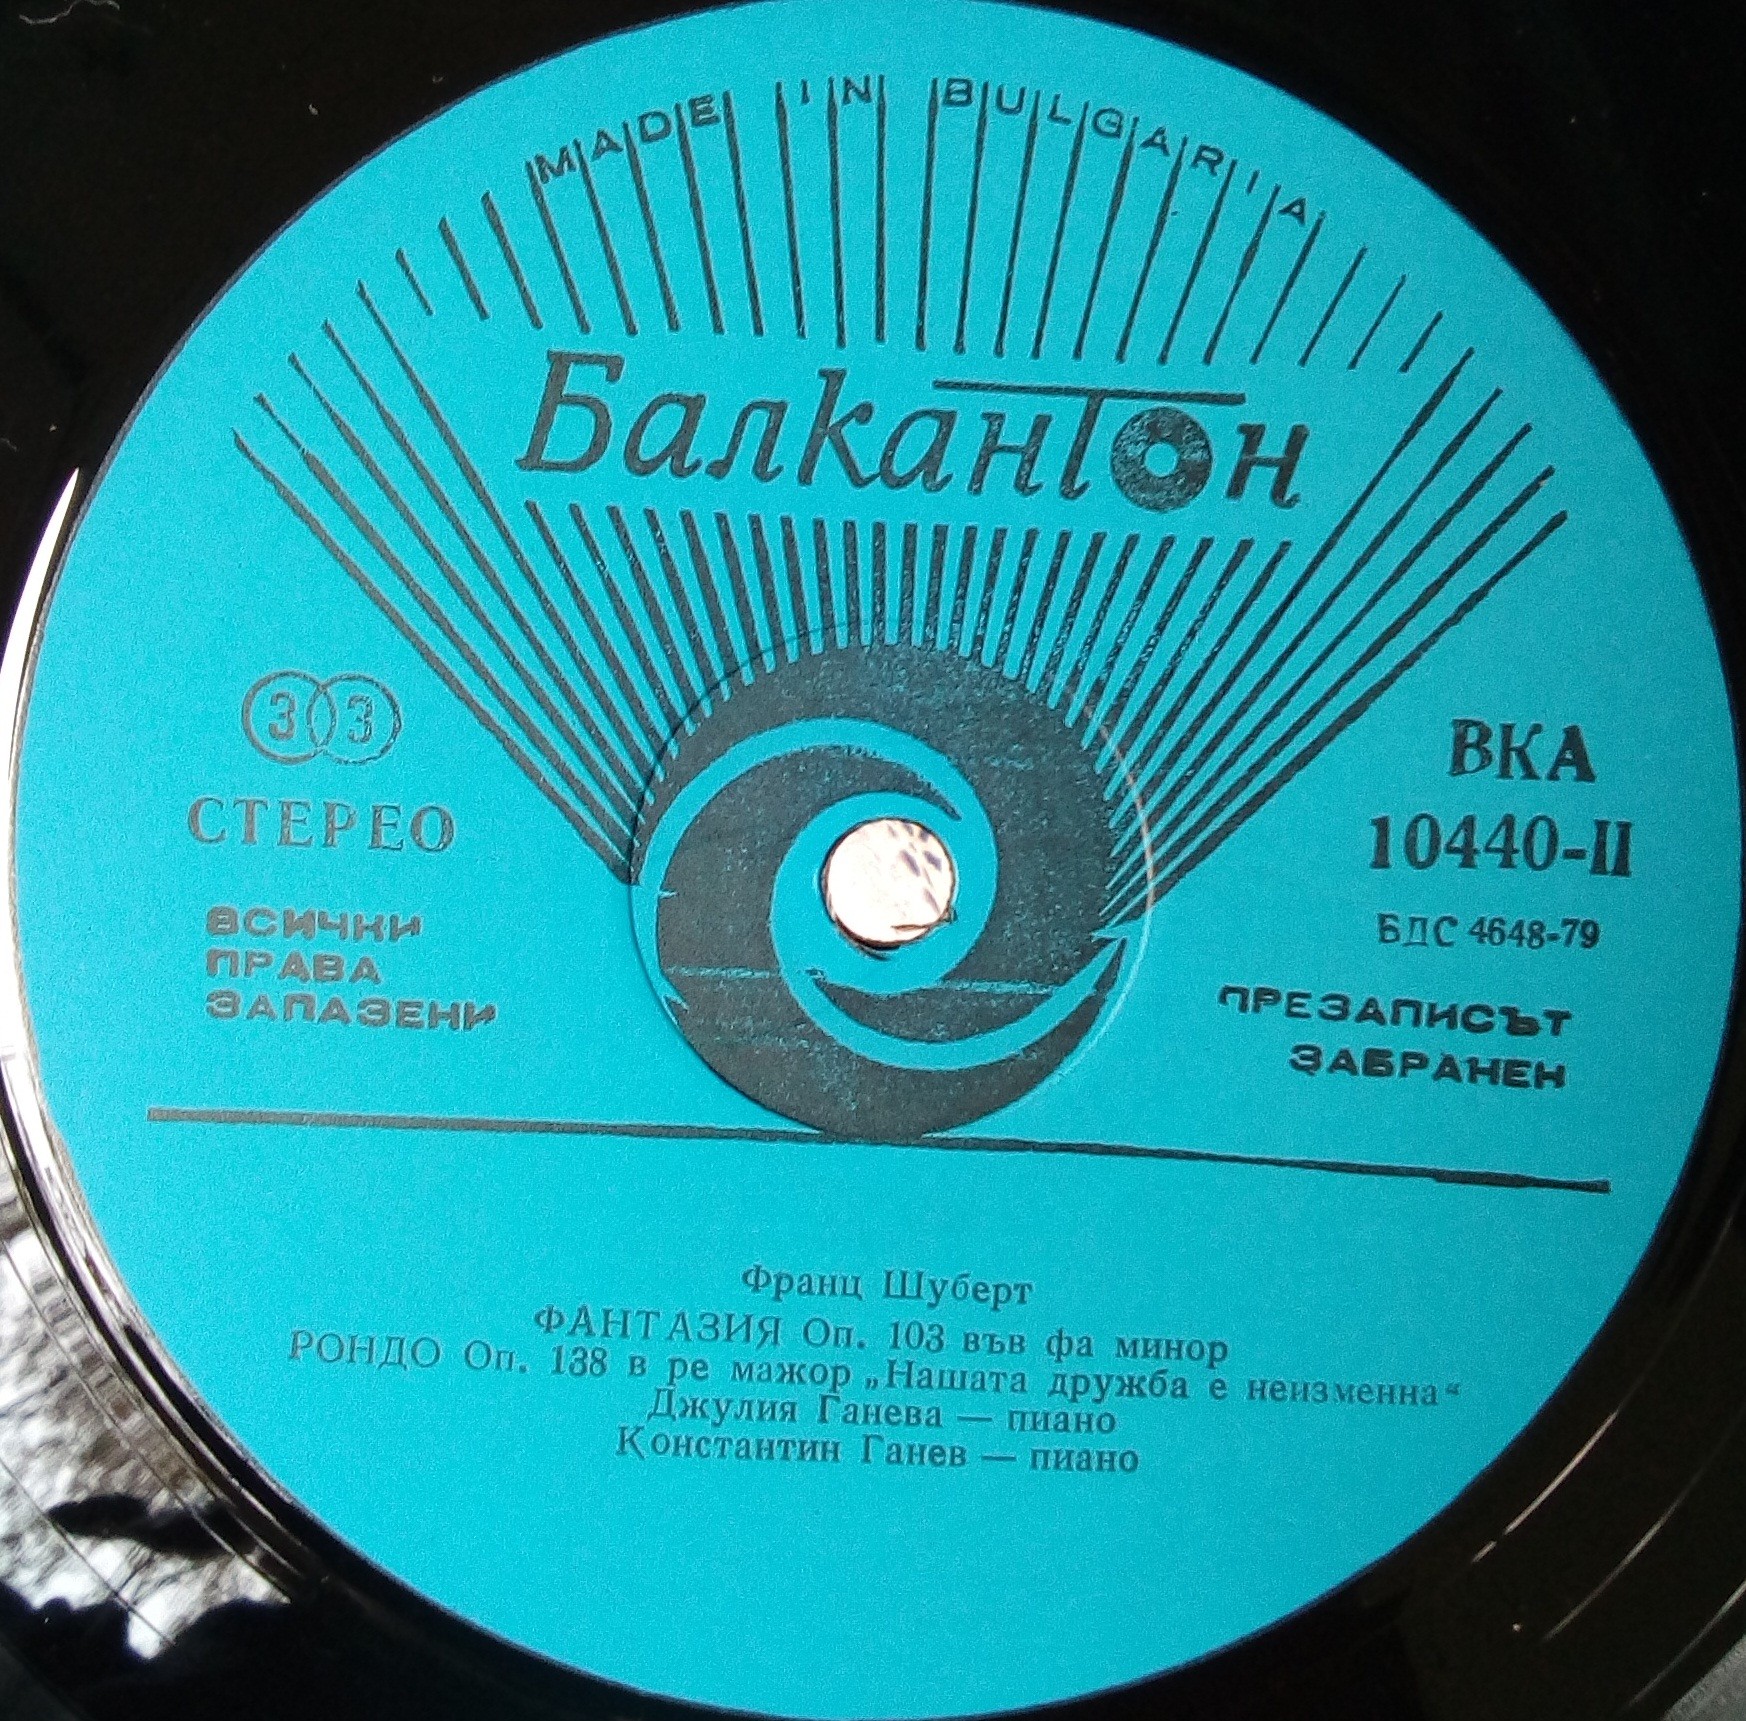 MADE IN BULGARIA
Балкантон
33
СТЕРЕО
ВСИЧКИ
ПРАВА
ЗАПАЗЕНИ
ВКА
10440-II
БДС 4648-79
ПРЕЗАПИСЪТ
ЗАБРАНЕН
Франц Шуберт
ФАНТАЗИЯ Оп. 103 във фа минор
РОНДО Оп. 138 в ре мажор „Нашата дружба е неизменна“
Джулия Ганева — пиано
Константин Ганев — пиано